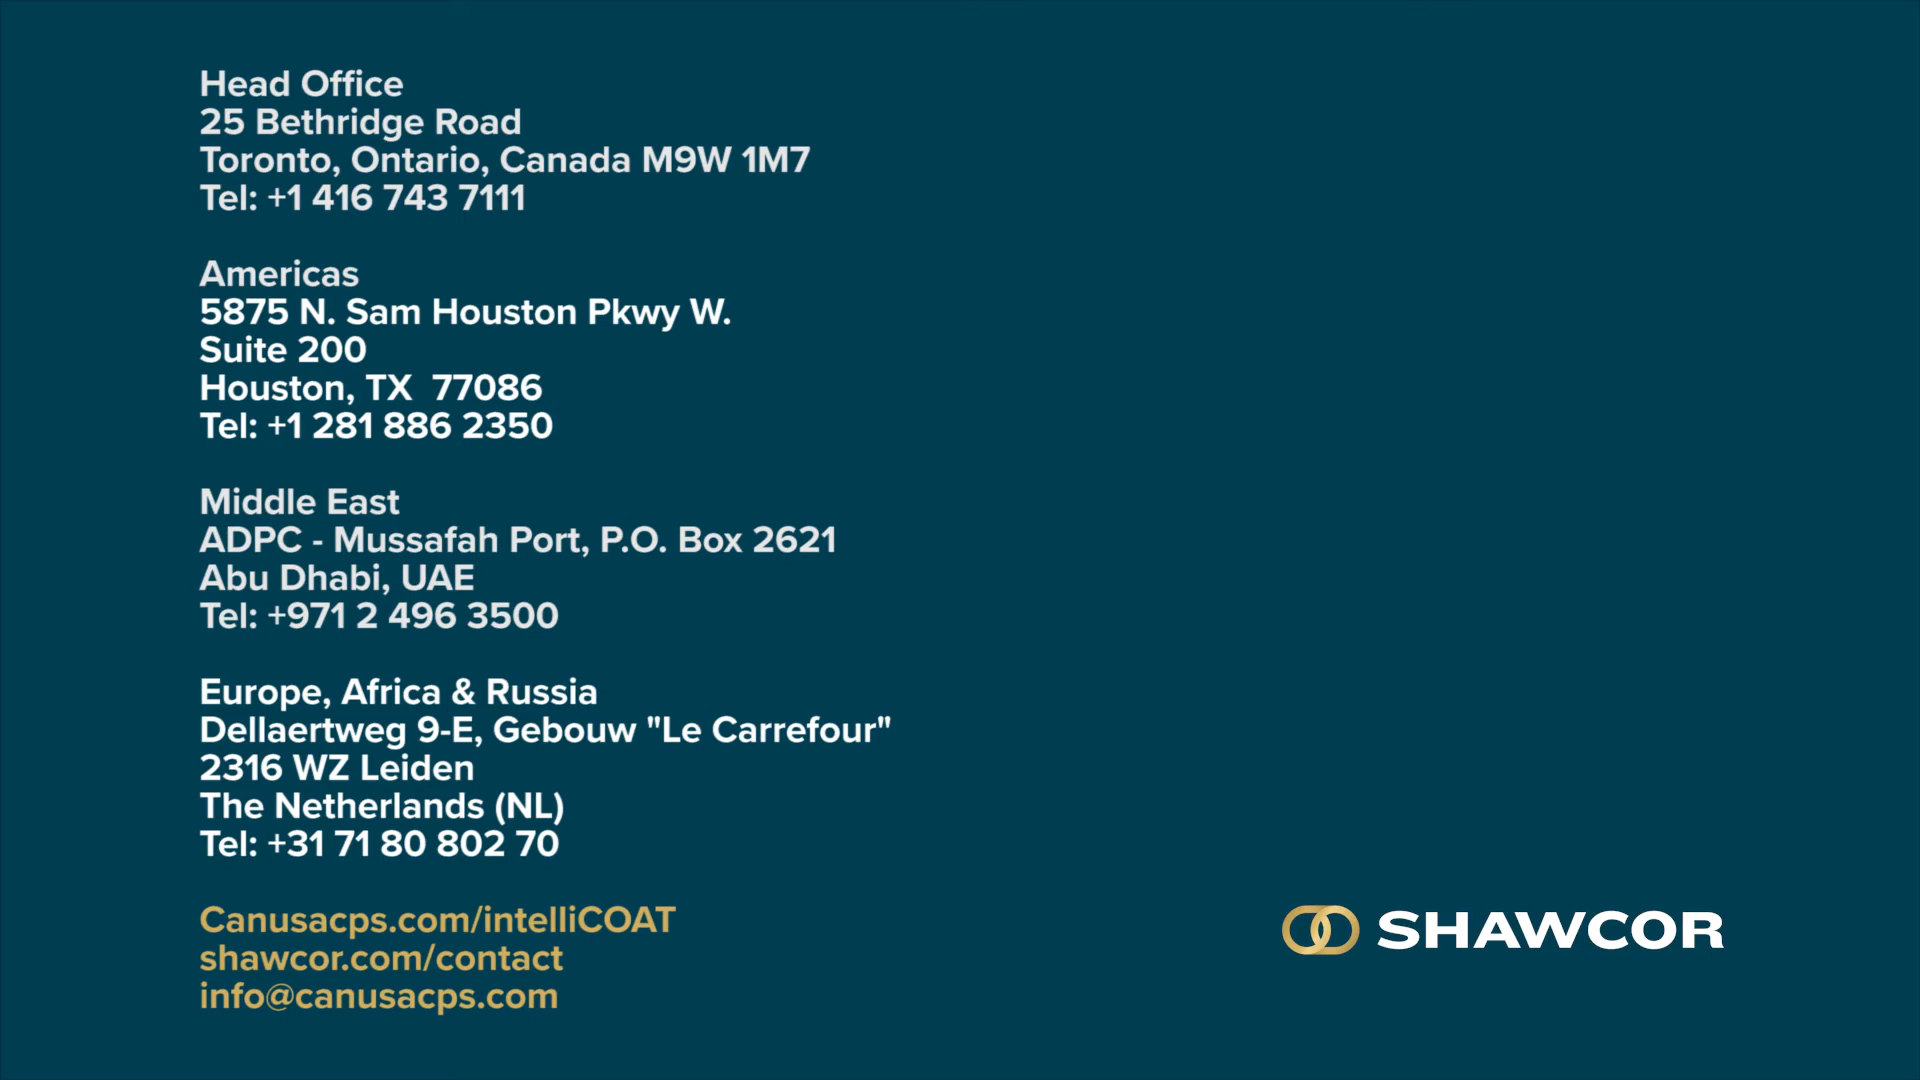 Head Office
25 Bethridge Road
Toronto, Ontario, Canada M9W 1M7
Tel: +1 416 743 7111
Americas
5875 N. Sam Houston Pkwy W.
Suite 200
Houston, TX  77086
Tel: +1 281 886 2350
Middle East
ADPC - Mussafah Port, P.O. Box 2621
Abu Dhabi, UAE
Tel: +971 2 496 3500
Europe, Africa & Russia
Dellaertweg 9-E, Gebouw "Le Carrefour"
2316 WZ Leiden
The Netherlands (NL)
Tel: +31 71 80 802 70
Canusacps.com/intelliCOAT
shawcor.com/contact
info@canusacps.com
SHAWCOR